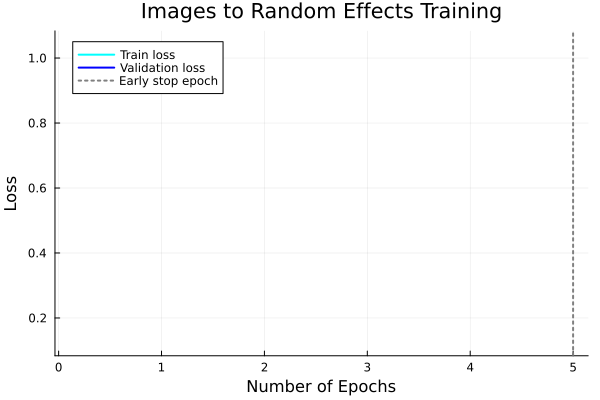 Images to Random Effects Training
Train loss
Validation loss
Early stop epoch
1.0
0.8
0.6
0.4
0.2
Loss
0 1 2 3 4 5
Number of Epochs